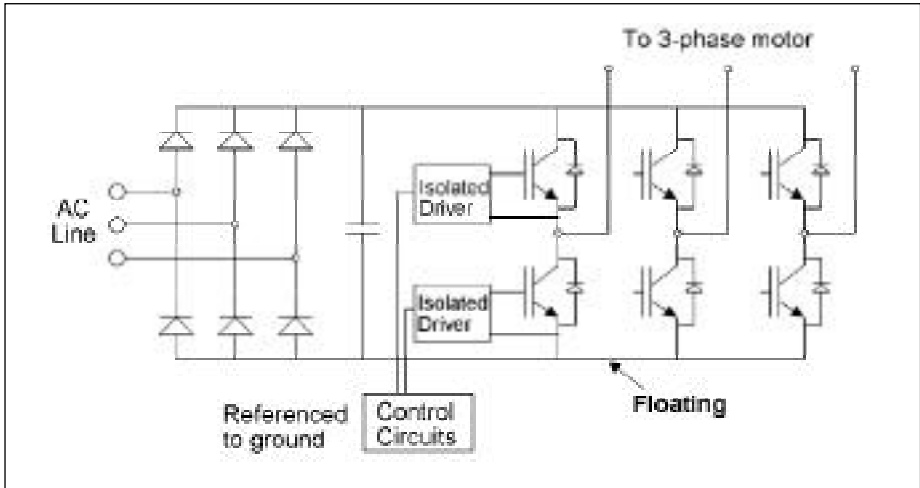 To 3-phase motor
Isolated
Driver
AC
Line
Isolated
Driver
Floating
Referenced
to ground
Control
Circuits